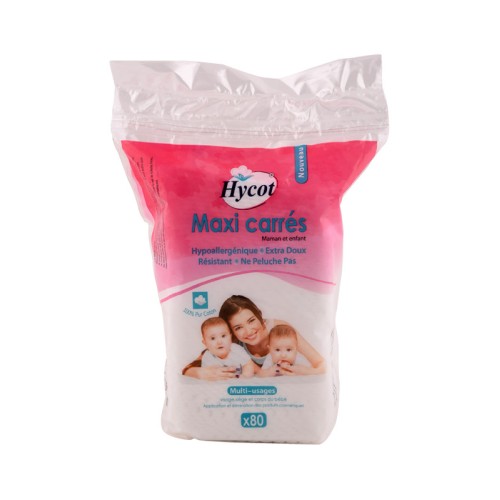 Nouveau
Hycot
Maxi carrés
Maman et enfant
Hypoallergénique - Extra Doux
Résistant - Ne Peluche Pas
100% Pur Coton
Multi-usages
x80